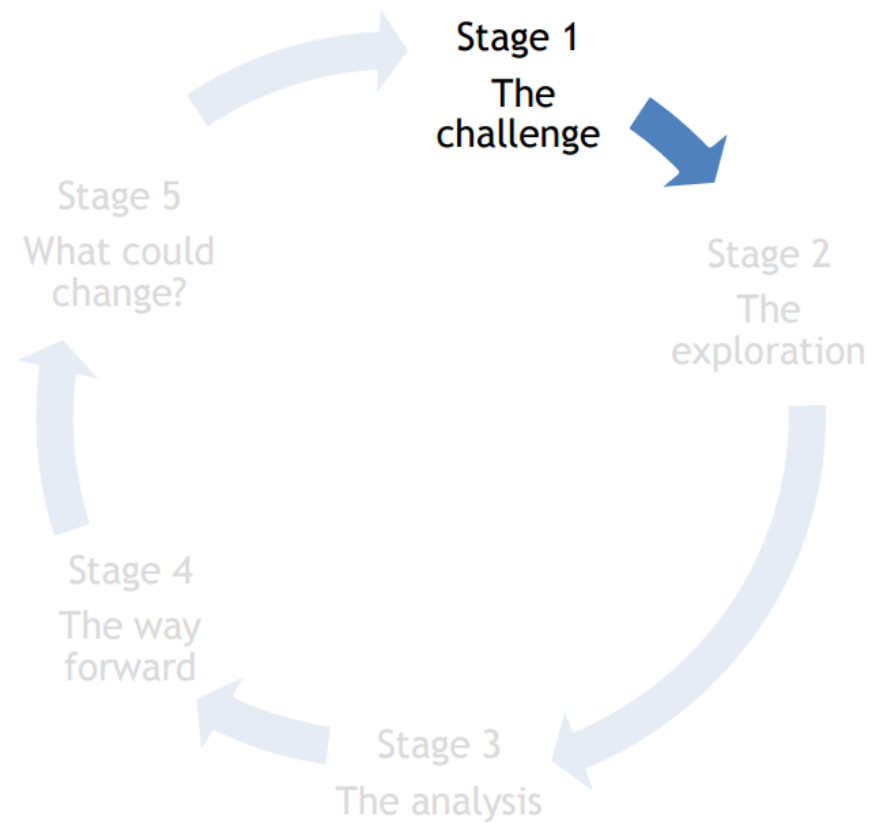 Stage 1
The
challenge
Stage 2
The
exploration
Stage 3
The analysis
Stage 4
The way
forward
Stage 5
What could
change?